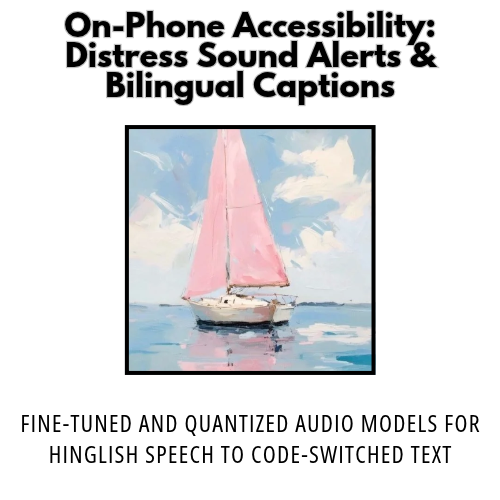 On-Phone Accessibility:
Distress Sound Alerts &
Bilingual Captions
FINE-TUNED AND QUANTIZED AUDIO MODELS FOR
HINGLISH SPEECH TO CODE-SWITCHED TEXT